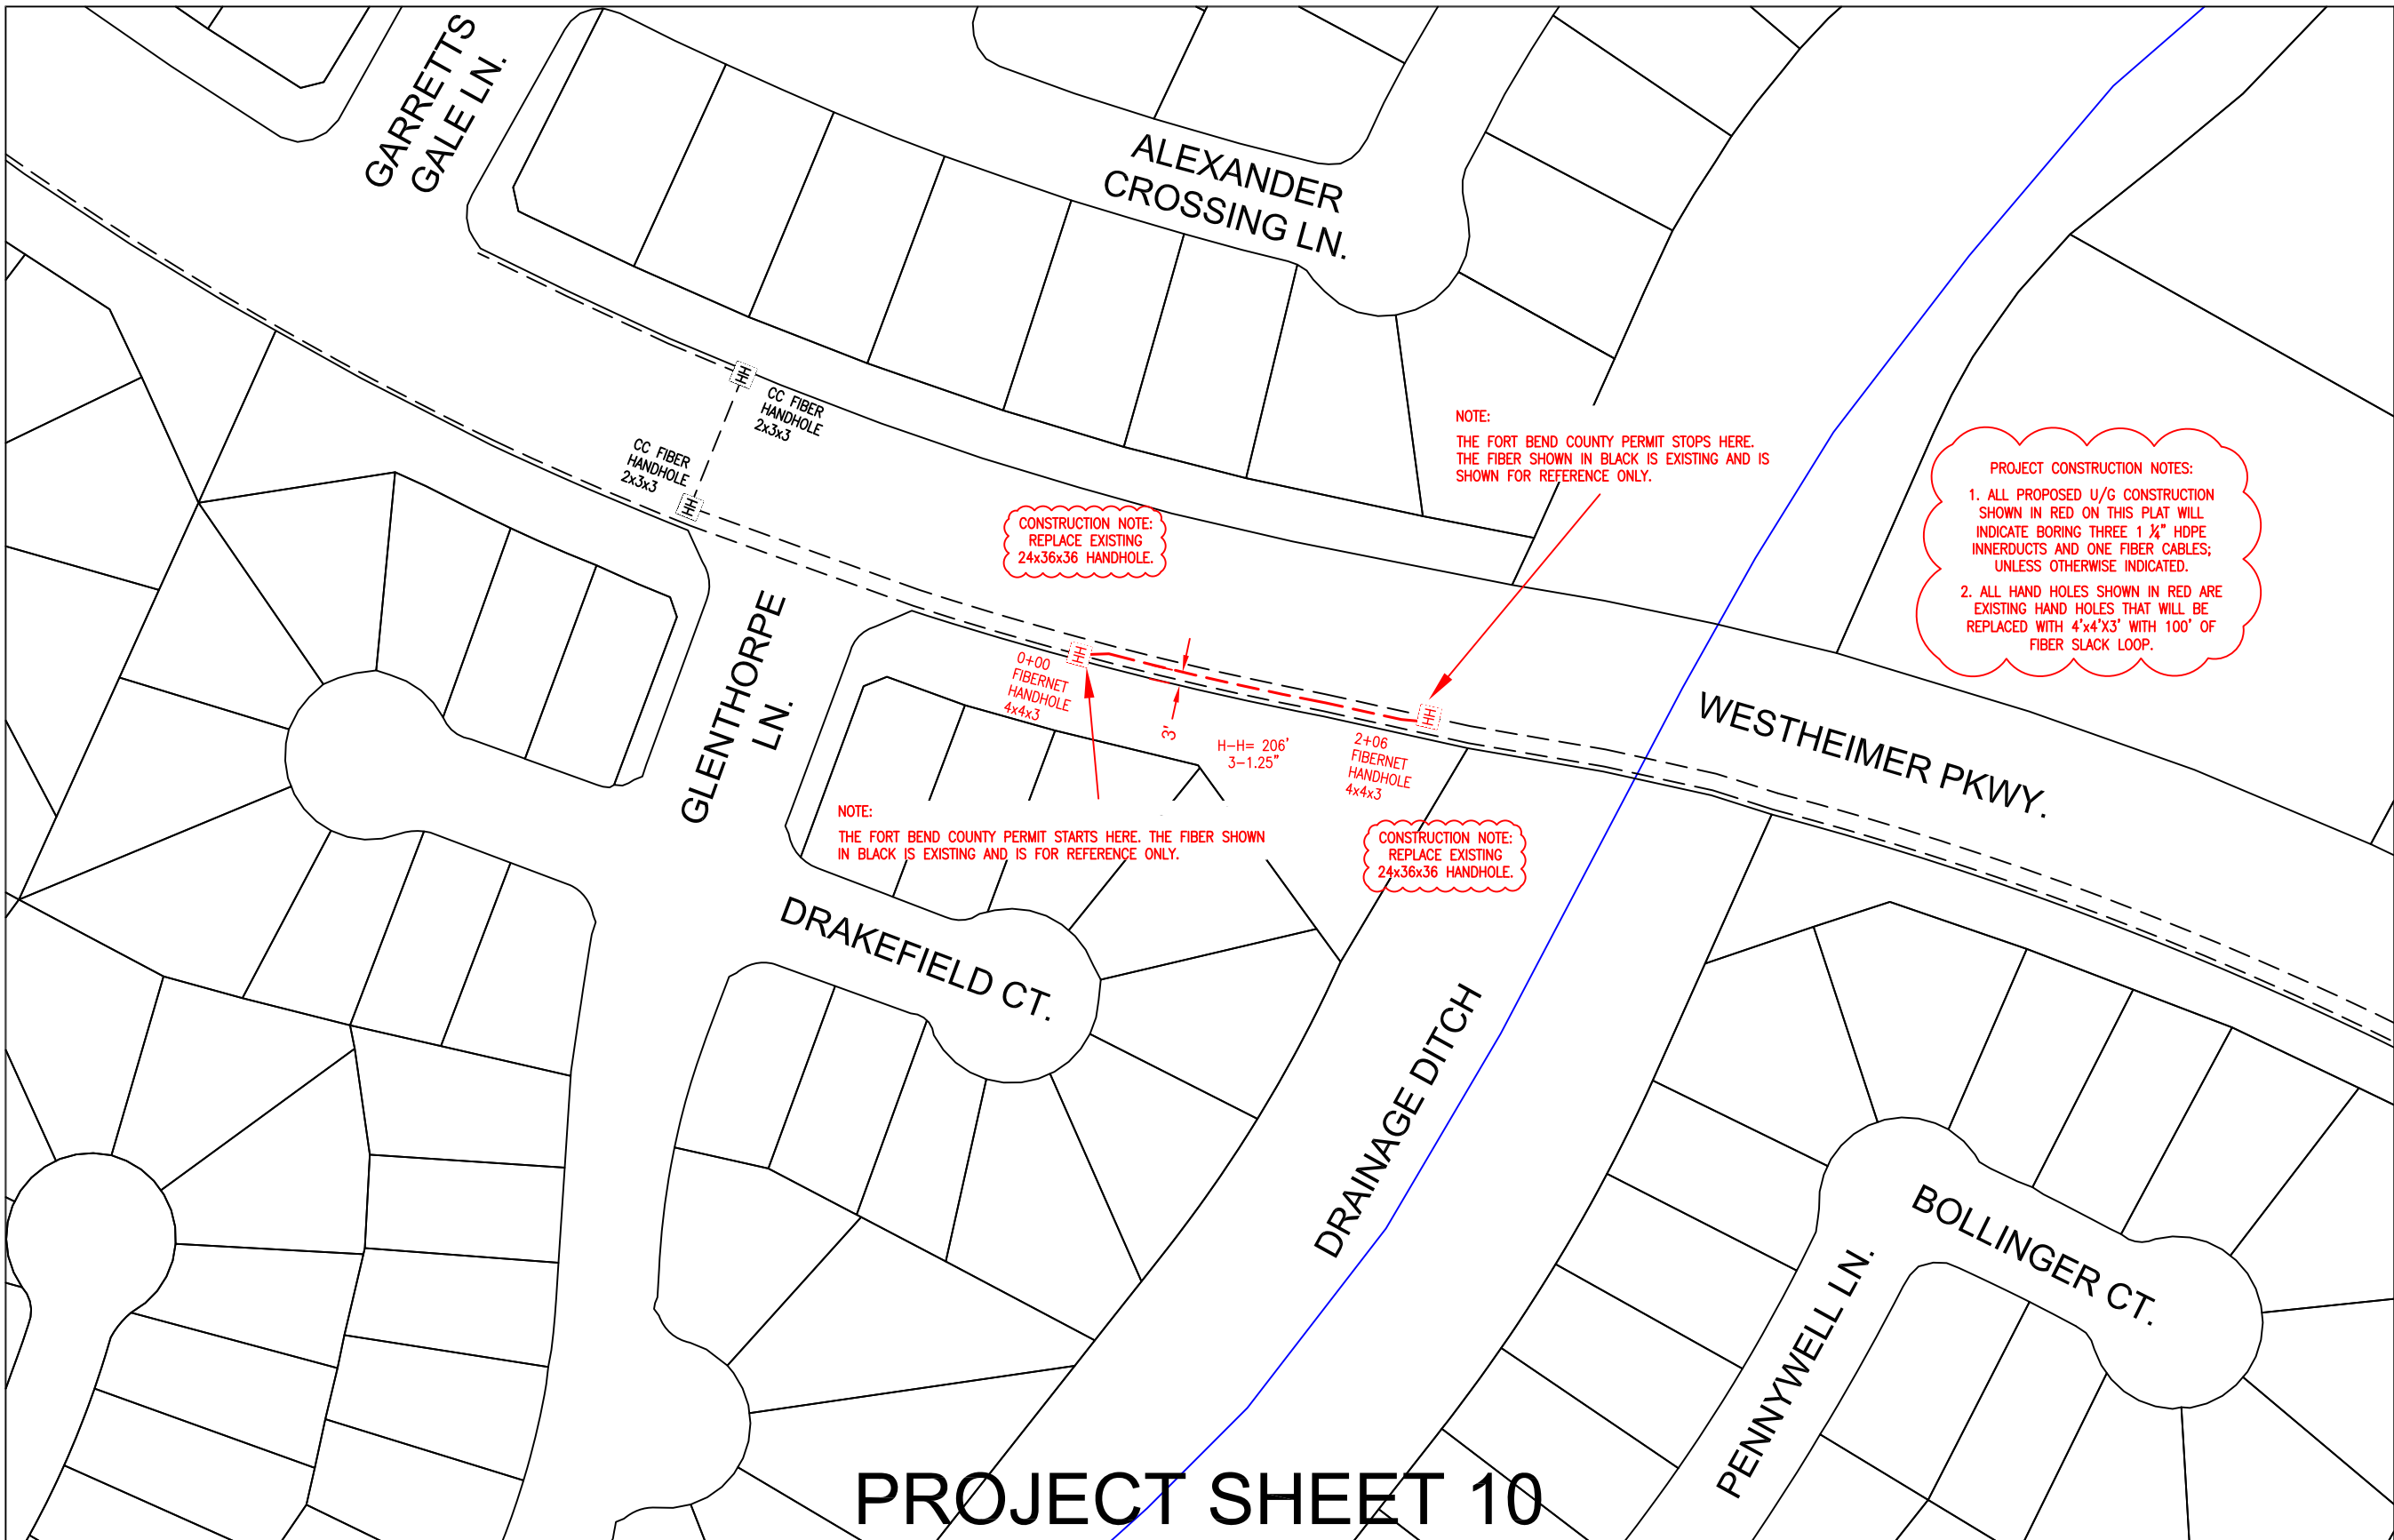 GARRETTS
GALE LN.
ALEXANDER
CROSSING LN.
HH
CC FIBER
HANDHOLE
2x3x3
CC FIBER
HANDHOLE
2x3x3
HH
NOTE:
THE FORT BEND COUNTY PERMIT STOPS HERE.
THE FIBER SHOWN IN BLACK IS EXISTING AND IS
SHOWN FOR REFERENCE ONLY.
PROJECT CONSTRUCTION NOTES:
1. ALL PROPOSED U/G CONSTRUCTION
SHOWN IN RED ON THIS PLAT WILL
INDICATE BORING THREE 1 ¼" HDPE
INNERDUCTS AND ONE FIBER CABLES;
UNLESS OTHERWISE INDICATED.
2. ALL HAND HOLES SHOWN IN RED ARE
EXISTING HAND HOLES THAT WILL BE
REPLACED WITH 4'x4'X3' WITH 100' OF
FIBER SLACK LOOP.
CONSTRUCTION NOTE:
REPLACE EXISTING
24x36x36 HANDHOLE.
GLENTHORPE
LN.
HH
0+00
FIBERNET
HANDHOLE
4x4x3
3'
H-H= 206'
3-1.25"
HH
2+06
FIBERNET
HANDHOLE
4x4x3
WESTHEIMER PKWY.
NOTE:
THE FORT BEND COUNTY PERMIT STARTS HERE. THE FIBER SHOWN
IN BLACK IS EXISTING AND IS FOR REFERENCE ONLY.
CONSTRUCTION NOTE:
REPLACE EXISTING
24x36x36 HANDHOLE.
DRAKEFIELD CT.
DRAINAGE DITCH
BOLLINGER CT.
PENNYWELL LN.
PROJECT SHEET 10